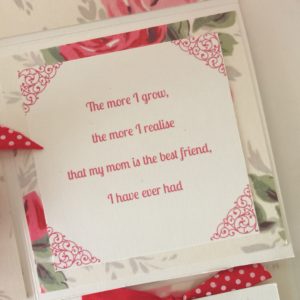 The more I grow,
the more I realise
that my mom is the best friend,
I have ever had